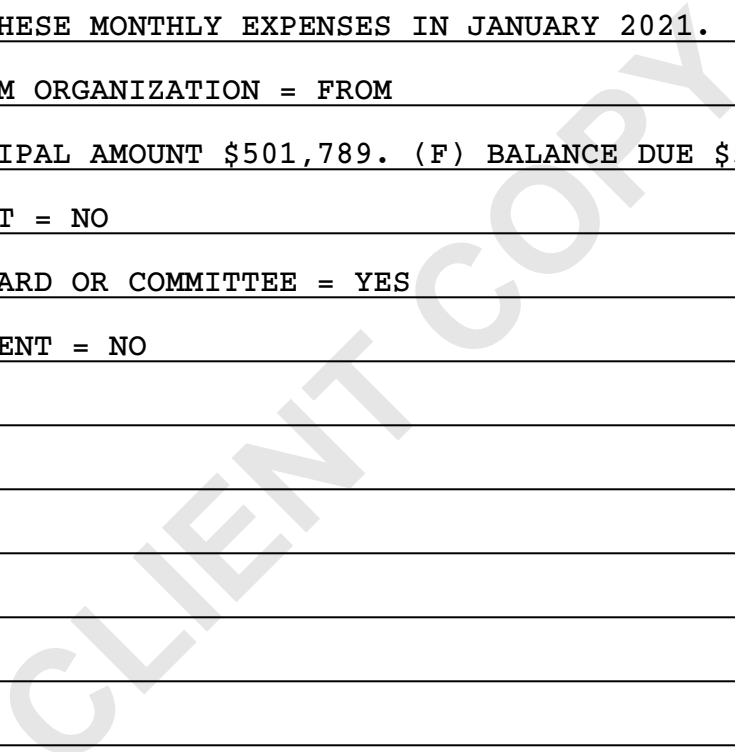 HESE MONTHLY EXPENSES IN JANUARY 2021.
M ORGANIZATION = FROM
IPAL AMOUNT $501,789. (F) BALANCE DUE $
T = NO
ARD OR COMMITTEE = YES
ENT = NO
CLIENT COPY